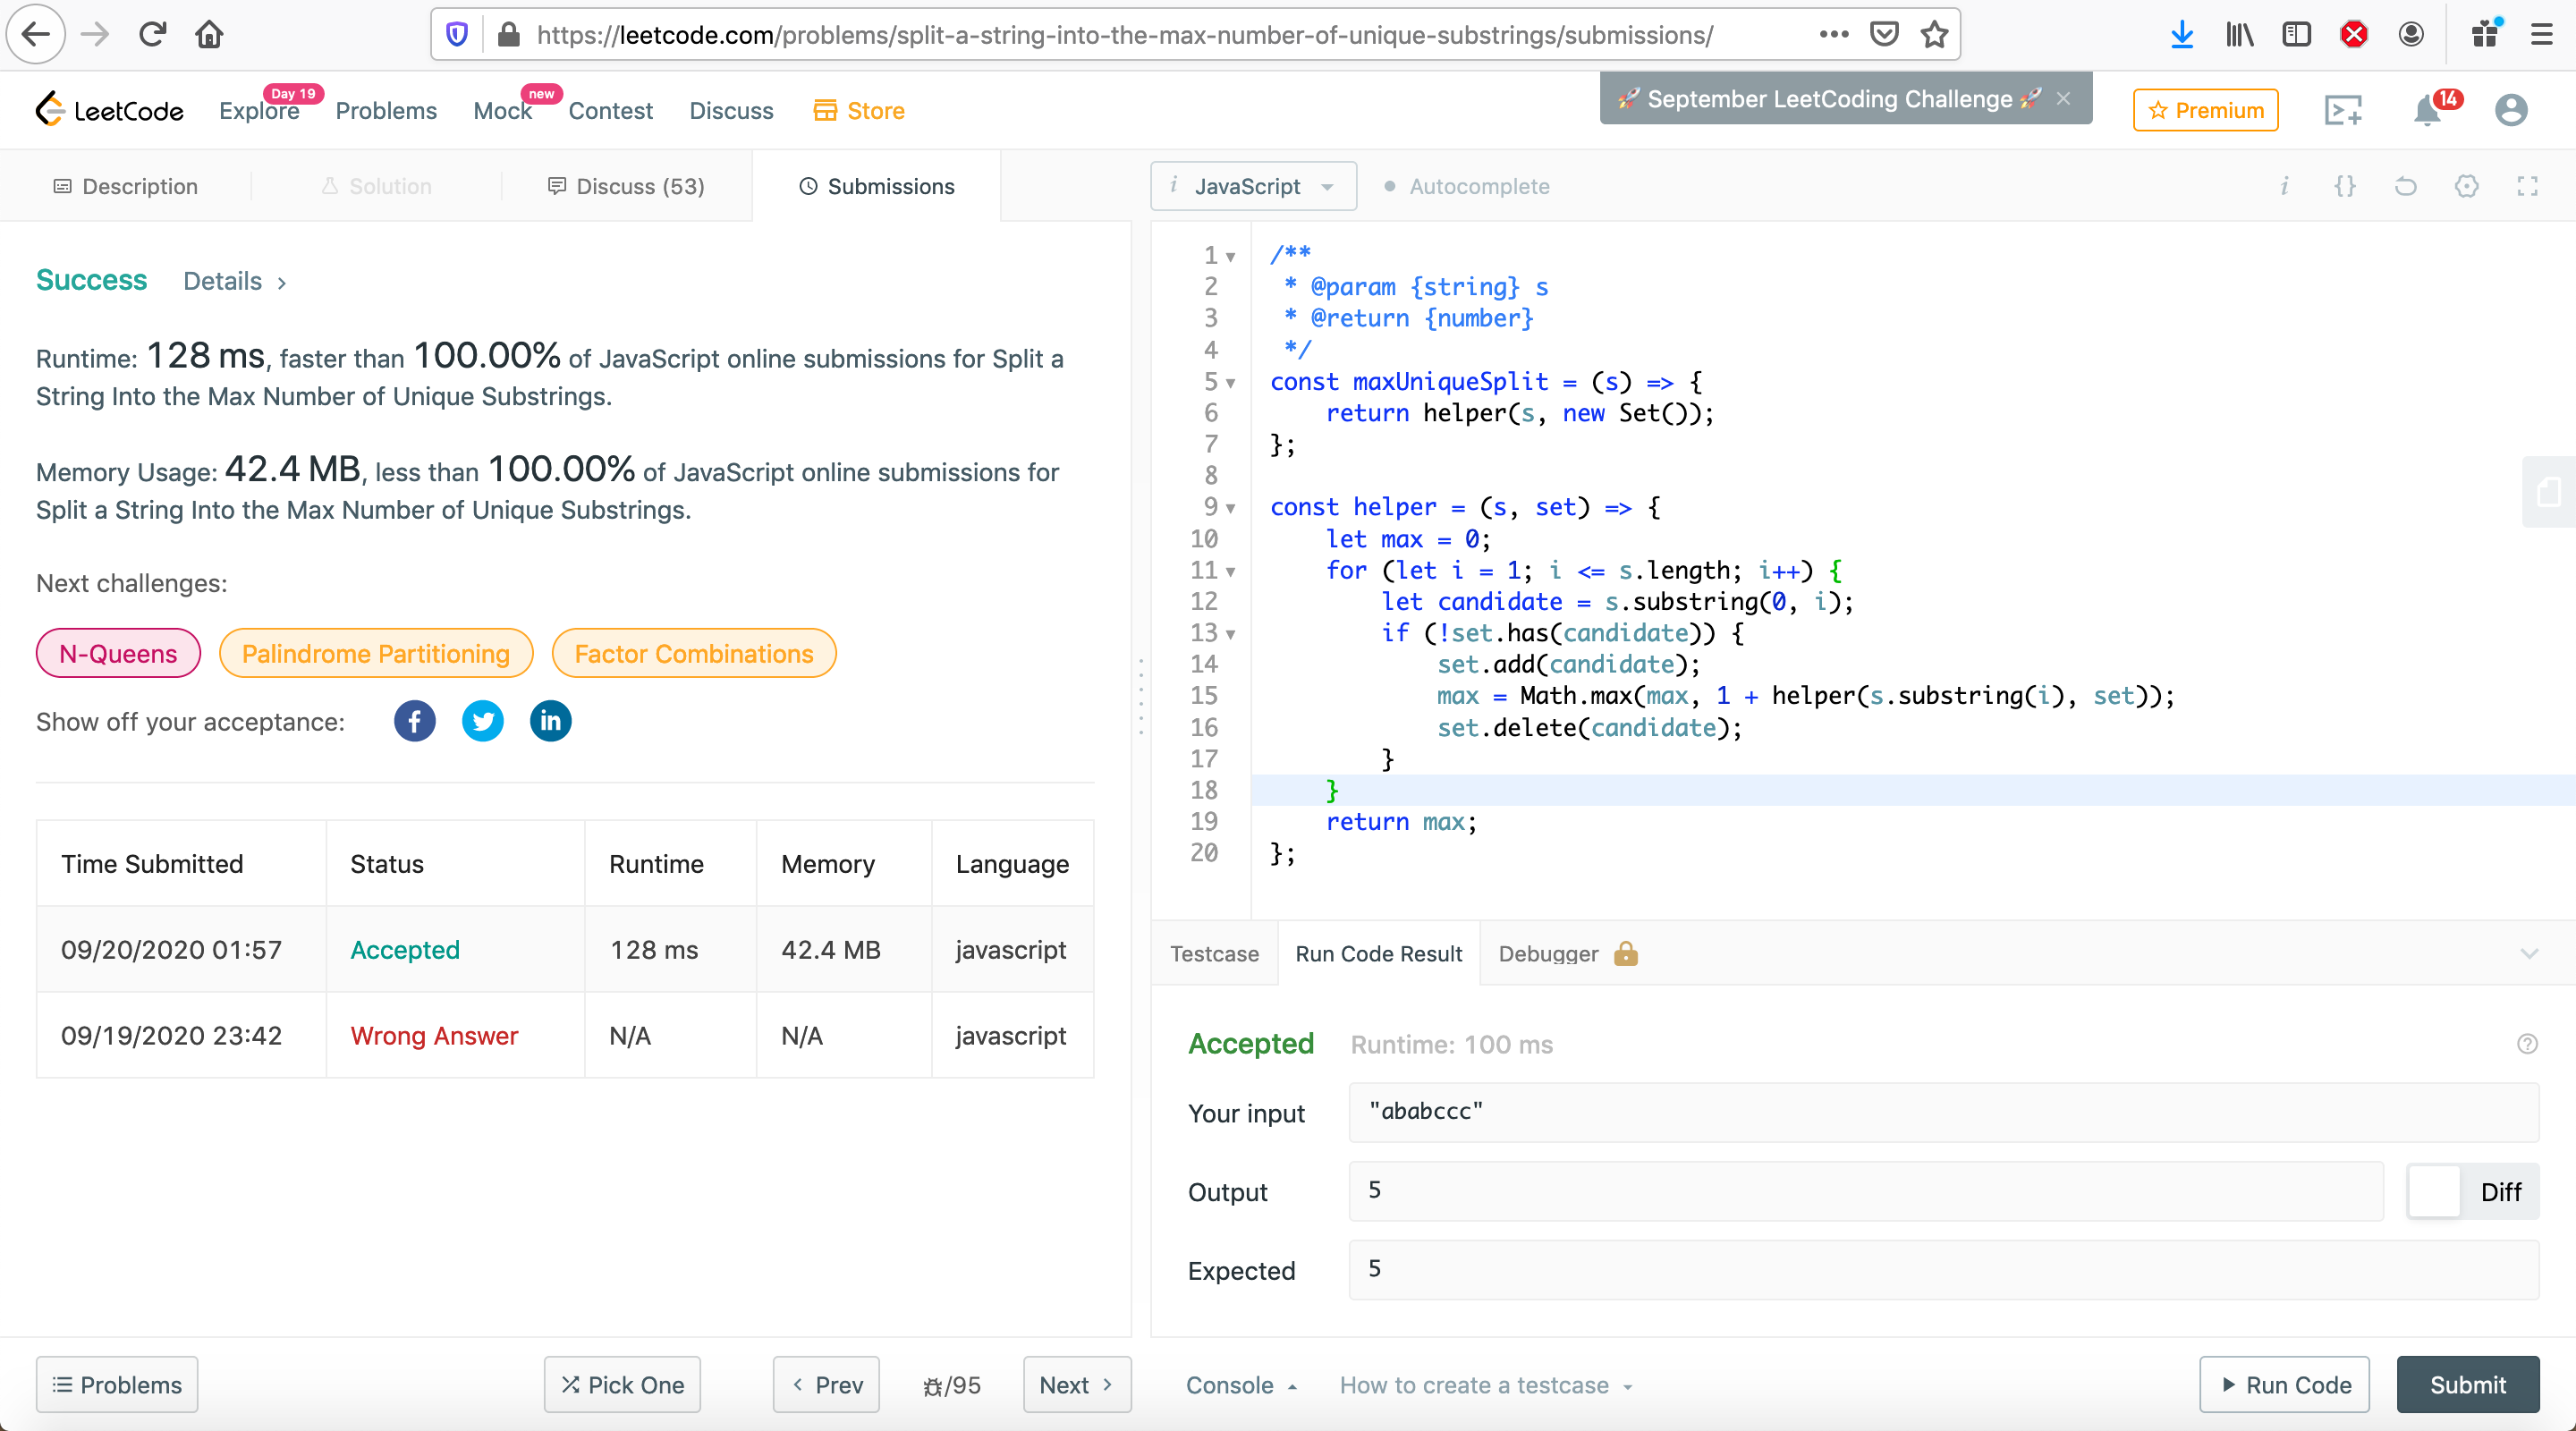 https://leetcode.com/problems/split-a-string-into-the-max-number-of-unique-substrings/submissions/
LeetCode
Explore
Day 19
Problems
Mock
new
Contest
Discuss
Store
🚀 September LeetCoding Challenge 🚀
Premium
14
Description
Solution
Discuss (53)
Submissions
i JavaScript
Autocomplete
Success Details
Runtime: 128 ms, faster than 100.00% of JavaScript online submissions for Split a
String Into the Max Number of Unique Substrings.
Memory Usage: 42.4 MB, less than 100.00% of JavaScript online submissions for
Split a String Into the Max Number of Unique Substrings.
Next challenges:
N-Queens
Palindrome Partitioning
Factor Combinations
Show off your acceptance:
Time Submitted Status Runtime Memory Language
09/20/2020 01:57 Accepted 128 ms 42.4 MB javascript
09/19/2020 23:42 Wrong Answer N/A N/A javascript
1 /**
2  * @param {string} s
3  * @return {number}
4  */
5 const maxUniqueSplit = (s) => {
6     return helper(s, new Set());
7 };
8
9 const helper = (s, set) => {
10     let max = 0;
11     for (let i = 1; i <= s.length; i++) {
12         let candidate = s.substring(0, i);
13         if (!set.has(candidate)) {
14             set.add(candidate);
15             max = Math.max(max, 1 + helper(s.substring(i), set));
16             set.delete(candidate);
17         }
18     }
19     return max;
20 };
Testcase
Run Code Result
Debugger
Accepted Runtime: 100 ms
Your input "ababccc"
Output 5
Diff
Expected 5
Problems
Pick One
Prev
/95
Next
Console
How to create a testcase
Run Code
Submit